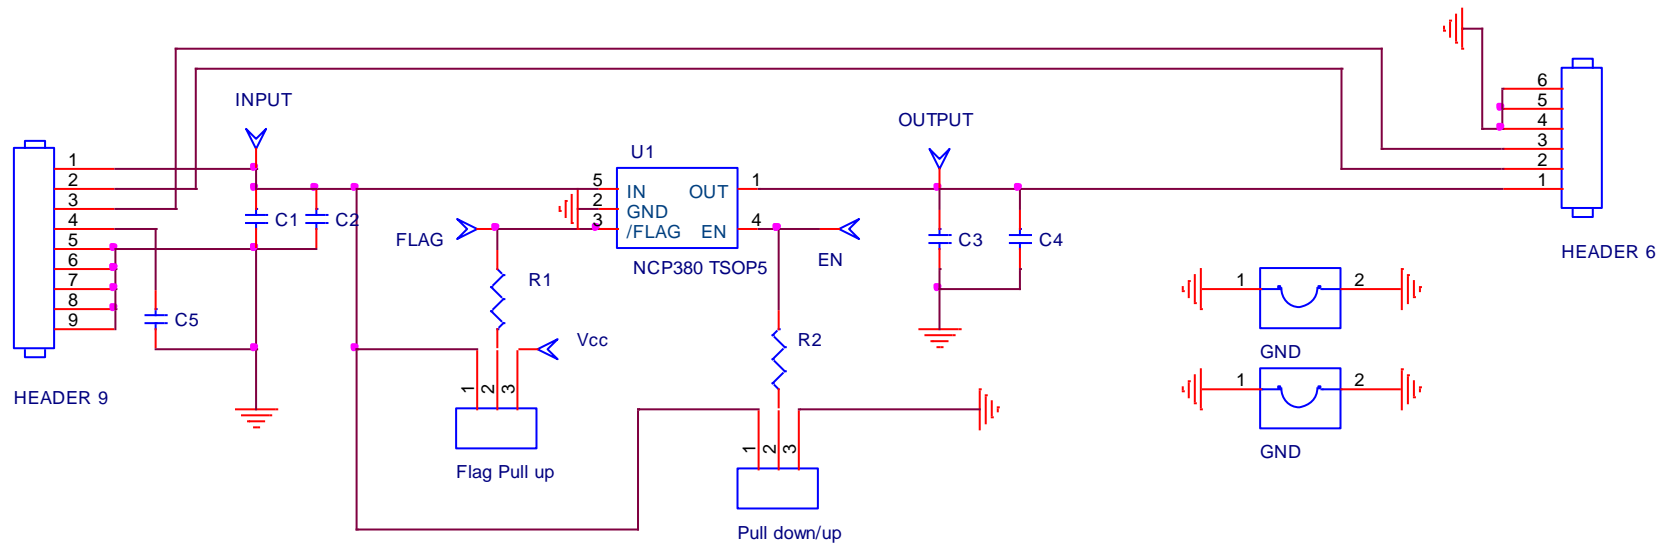 INPUT
OUTPUT
U1
1
2
3
4
5
6
7
8
9
HEADER 9
C1
C2
C5
FLAG
R1
Vcc
1
2
3
Flag Pull up
5
2
3
IN
GND
/FLAG
OUT
EN
1
4
NCP380 TSOP5
EN
R2
1
2
3
Pull down/up
C3
C4
6
5
4
3
2
1
HEADER 6
1
2
GND
1
2
GND